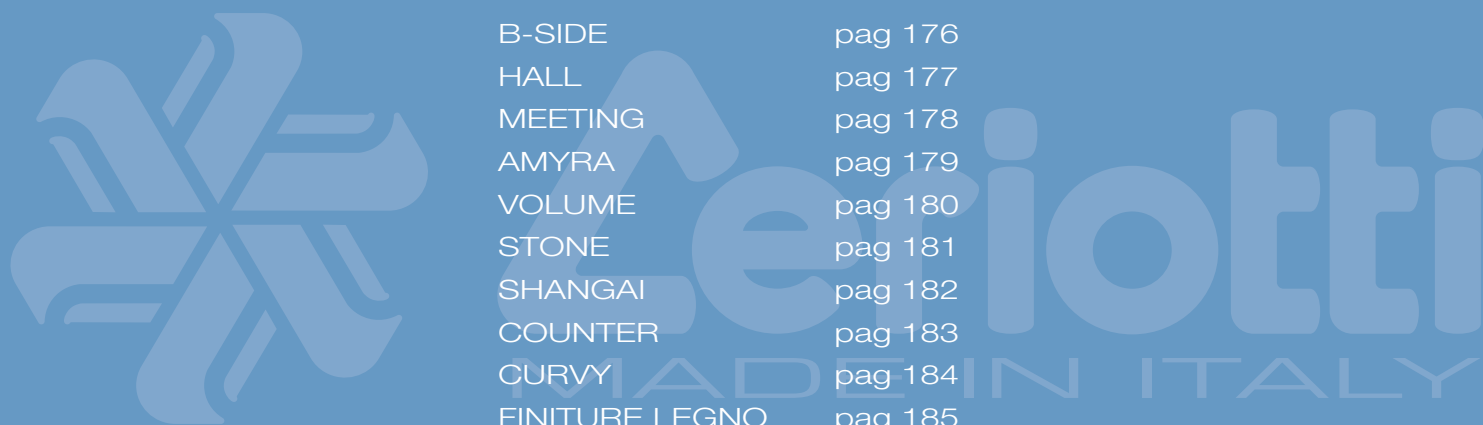 B-SIDE pag 176
HALL pag 177
MEETING pag 178
AMYRA pag 179
VOLUME pag 180
STONE pag 181
SHANGAI pag 182
COUNTER pag 183
CURVY pag 184
FINITURE LEGNO pag 185
Ceriotti
MADE IN ITALY